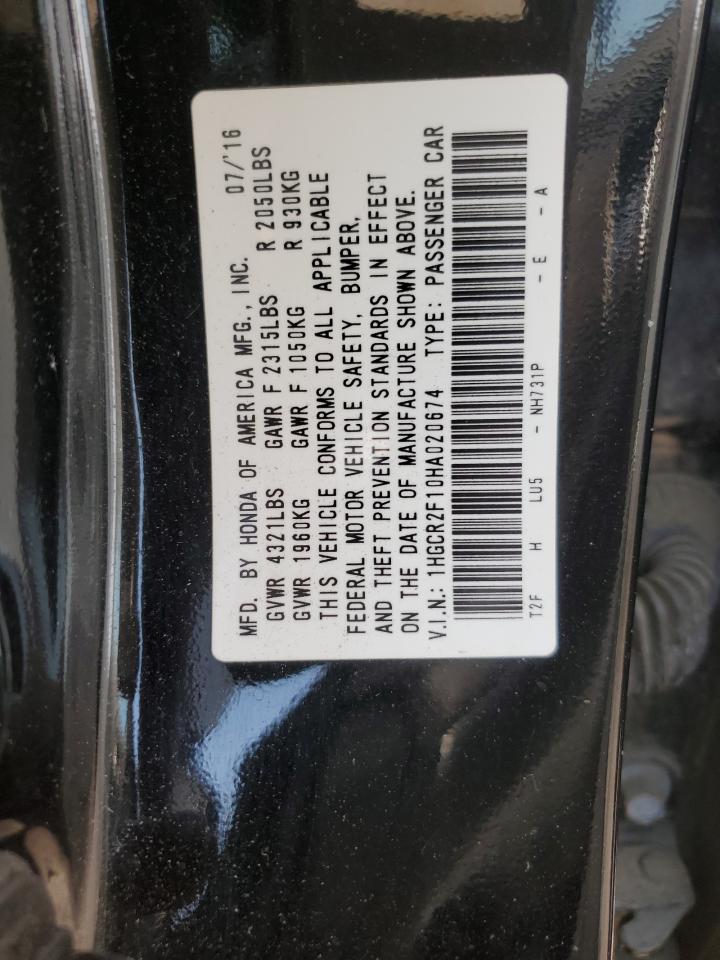 MFD. BY HONDA OF AMERICA MFG., INC. 07/'16
GVWR 4321LBS GAWR F 2315LBS R 2050LBS
GVWR 1960KG GAWR F 1050KG R 930KG
THIS VEHICLE CONFORMS TO ALL APPLICABLE
FEDERAL MOTOR VEHICLE SAFETY, BUMPER,
AND THEFT PREVENTION STANDARDS IN EFFECT
ON THE DATE OF MANUFACTURE SHOWN ABOVE.
V.I.N.: 1HGCR2F10HA020674 TYPE: PASSENGER CAR
T2F H LU5 - NH731P - E - A